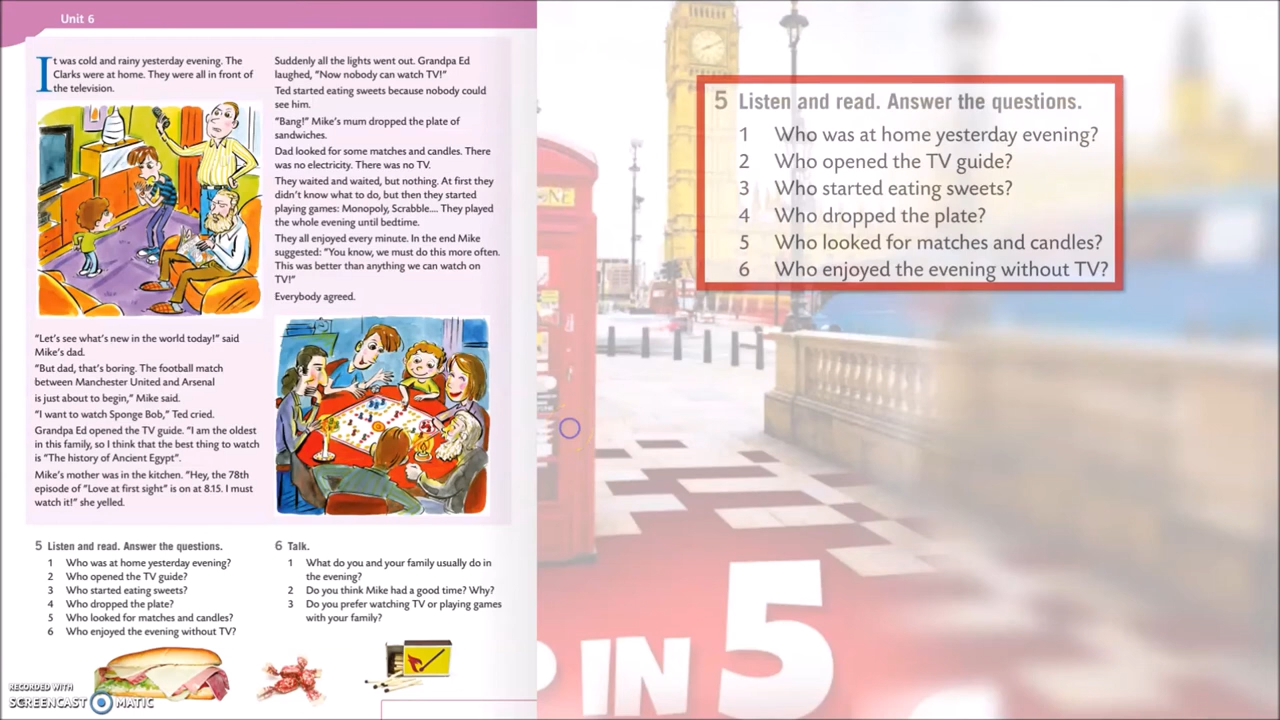 Unit 6
It was cold and rainy yesterday evening. The
Clarks were at home. They were all in front of
the television.
"Let's see what's new in the world today!" said
Mike's dad.
"But dad, that's boring. The football match
between Manchester United and Arsenal
is just about to begin," Mike said.
"I want to watch Sponge Bob," Ted cried.
Grandpa Ed opened the TV guide. "I am the oldest
in this family, so I think that the best thing to watch
is "The history of Ancient Egypt".
Mike's mother was in the kitchen. "Hey, the 78th
episode of "Love at first sight" is on at 8.15. I must
watch it!" she yelled.
Suddenly all the lights went out. Grandpa Ed
laughed, "Now nobody can watch TV!"
Ted started eating sweets because nobody could
see him.
"Bang!" Mike's mum dropped the plate of
sandwiches.
Dad looked for some matches and candles. There
was no electricity. There was no TV.
They waited and waited, but nothing. At first they
didn't know what to do, but then they started
playing games: Monopoly, Scrabble.... They played
the whole evening until bedtime.
They all enjoyed every minute. In the end Mike
suggested: "You know, we must do this more often.
This was better than anything we can watch on
TV!"
Everybody agreed.
5 Listen and read. Answer the questions.
1 Who was at home yesterday evening?
2 Who opened the TV guide?
3 Who started eating sweets?
4 Who dropped the plate?
5 Who looked for matches and candles?
6 Who enjoyed the evening without TV?
6 Talk.
1 What do you and your family usually do in
the evening?
2 Do you think Mike had a good time? Why?
3 Do you prefer watching TV or playing games
with your family?
RECORDED WITH
SCREENCAST MATIC
5 Listen and read. Answer the questions.
1 Who was at home yesterday evening?
2 Who opened the TV guide?
3 Who started eating sweets?
4 Who dropped the plate?
5 Who looked for matches and candles?
6 Who enjoyed the evening without TV?
IN 5